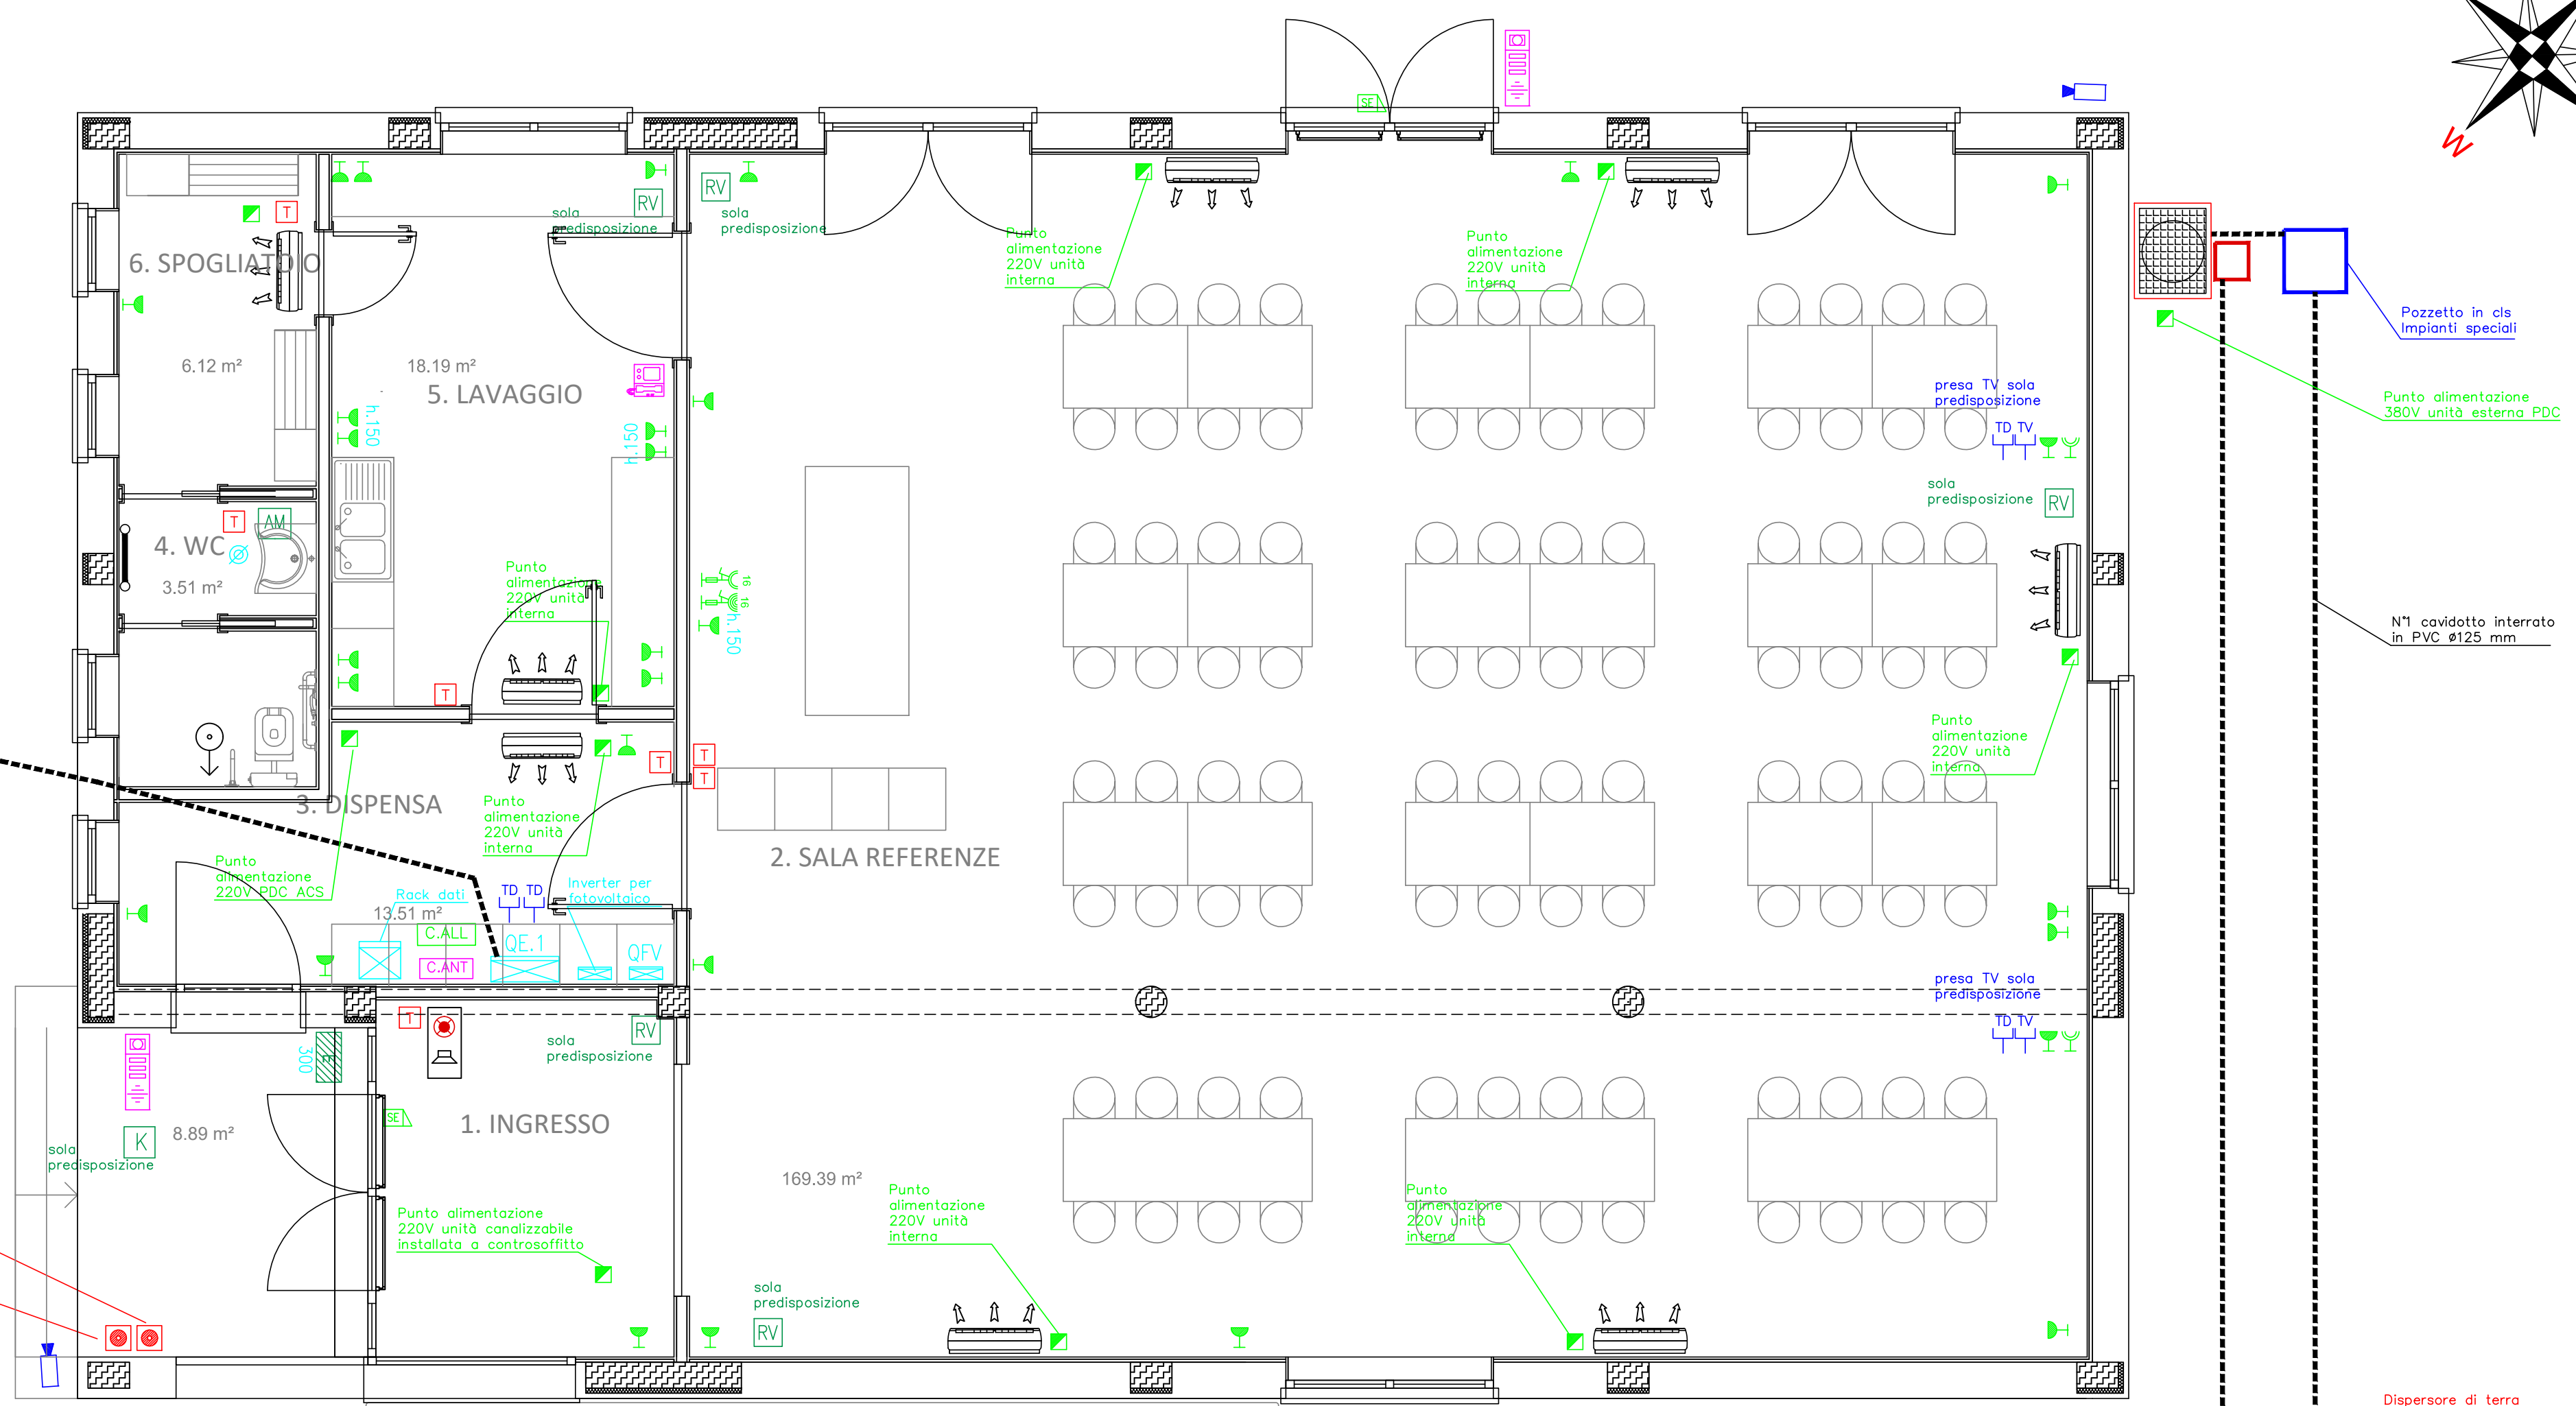 W
SE
T
RV
sola
predisposizione
RV
sola
predisposizione
Punto
alimentazione
220V unità
interna
Punto
alimentazione
220V unità
interna
6. SPOGLIATOIO
6.12 m²
18.19 m²
5. LAVAGGIO
h.150
h.150
Pozzetto in cls
Impianti speciali
Punto alimentazione
380V unità esterna PDC
presa TV sola
predisposizione
TD TV
sola
predisposizione
RV
T
AM
4. WC
3.51 m²
Punto
alimentazione
220V unità
interna
16
16
h.150
N°1 cavidotto interrato
in PVC ø125 mm
T
Punto
alimentazione
220V unità
interna
T
T
T
3. DISPENSA
Punto
alimentazione
220V unità
interna
2. SALA REFERENZE
Punto
alimentazione
220V PDC ACS
Rack dati
TD TD
Inverter per
fotovoltaico
13.51 m²
C.ALL
QE.1
QFV
C.ANT
presa TV sola
predisposizione
TD TV
T
RV
sola
predisposizione
300
E
SE
1. INGRESSO
K
8.89 m²
sola
predisposizione
169.39 m²
Punto alimentazione
220V unità canalizzabile
installata a controsoffitto
Punto
alimentazione
220V unità
interna
Punto
alimentazione
220V unità
interna
sola
predisposizione
RV
Dispersore di terra